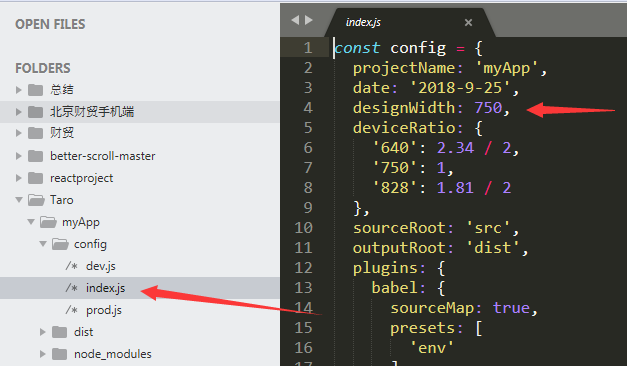 OPEN FILES
FOLDERS
总结
北京财贸手机端
财贸
better-scroll-master
reactproject
Taro
myApp
config
/* dev.js
/* index.js
/* prod.js
dist
node_modules
index.js ×
1 const config = {
2 projectName: 'myApp',
3 date: '2018-9-25',
4 designWidth: 750,
5 deviceRatio: {
6 '640': 2.34 / 2,
7 '750': 1,
8 '828': 1.81 / 2
9 },
10 sourceRoot: 'src',
11 outputRoot: 'dist',
12 plugins: {
13 babel: {
14 sourceMap: true,
15 presets: [
16 'env'
17 ]